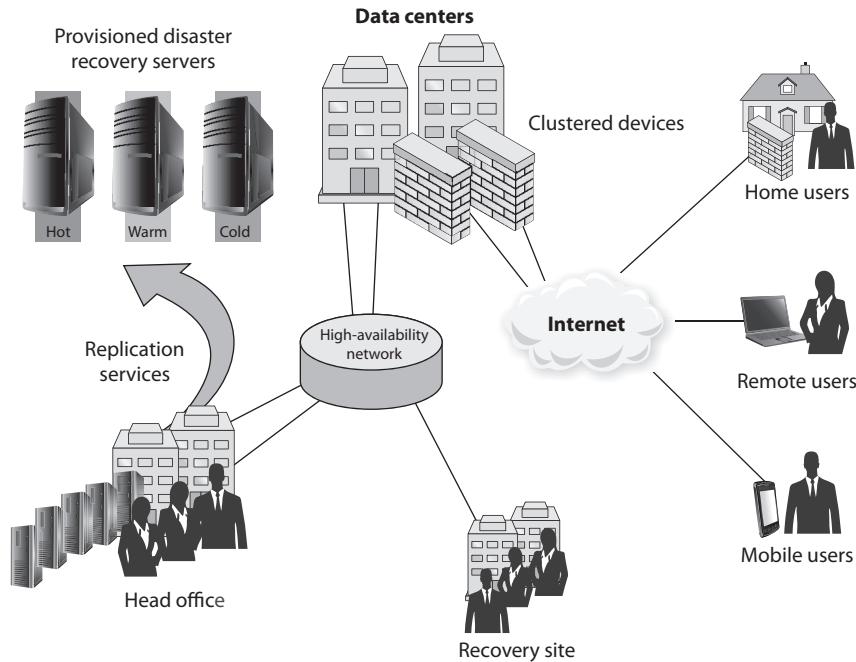 Data centers
Provisioned disaster
recovery servers
Clustered devices
Hot
Warm
Cold
Home users
Internet
High-availability
network
Replication
services
Remote users
Mobile users
Head office
Recovery site